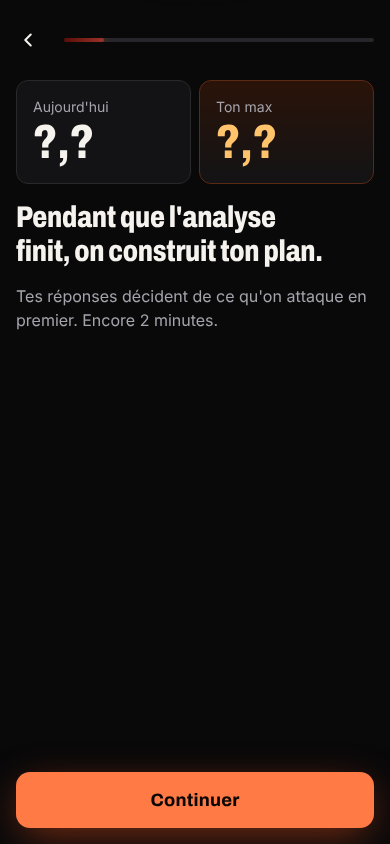 Aujourd'hui
?,?
Ton max
?,?
Pendant que l'analyse
finit, on construit ton plan.
Tes réponses décident de ce qu'on attaque en
premier. Encore 2 minutes.
Continuer